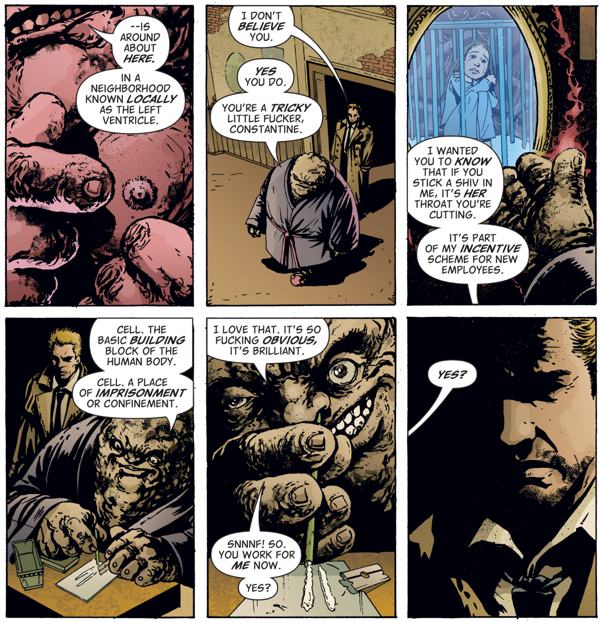 --IS
AROUND
ABOUT
HERE.
IN A
NEIGHBORHOOD
KNOWN LOCALLY
AS THE LEFT
VENTRICLE.
I DON'T
BELIEVE
YOU.
YES
YOU DO.
YOU'RE A TRICKY
LITTLE FUCKER,
CONSTANTINE.
I WANTED
YOU TO KNOW
THAT IF YOU
STICK A SHIV IN
ME, IT'S HER
THROAT YOU'RE
CUTTING.
IT'S PART
OF MY INCENTIVE
SCHEME FOR NEW
EMPLOYEES.
CELL. THE
BASIC BUILDING
BLOCK OF THE
HUMAN BODY.
CELL. A PLACE
OF IMPRISONMENT
OR CONFINEMENT.
I LOVE THAT. IT'S SO
FUCKING OBVIOUS,
IT'S BRILLIANT.
SNNNF! SO.
YOU WORK FOR
ME NOW.
YES?
YES?